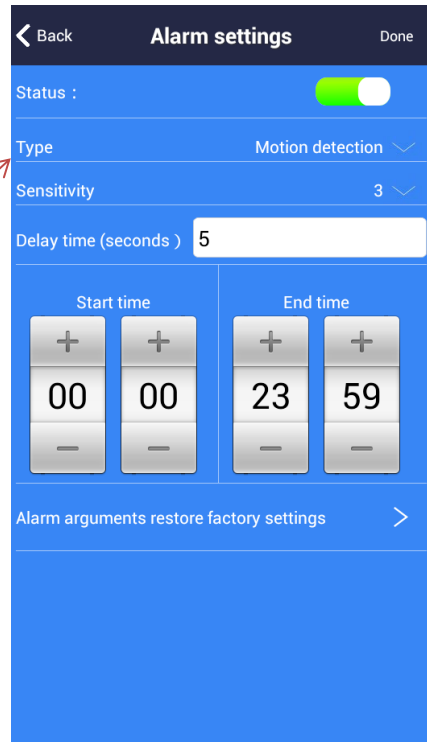 Back Alarm settings Done
Status :
Type Motion detection
Sensitivity 3
Delay time (seconds ) 5
Start time End time
00 00 23 59
Alarm arguments restore factory settings